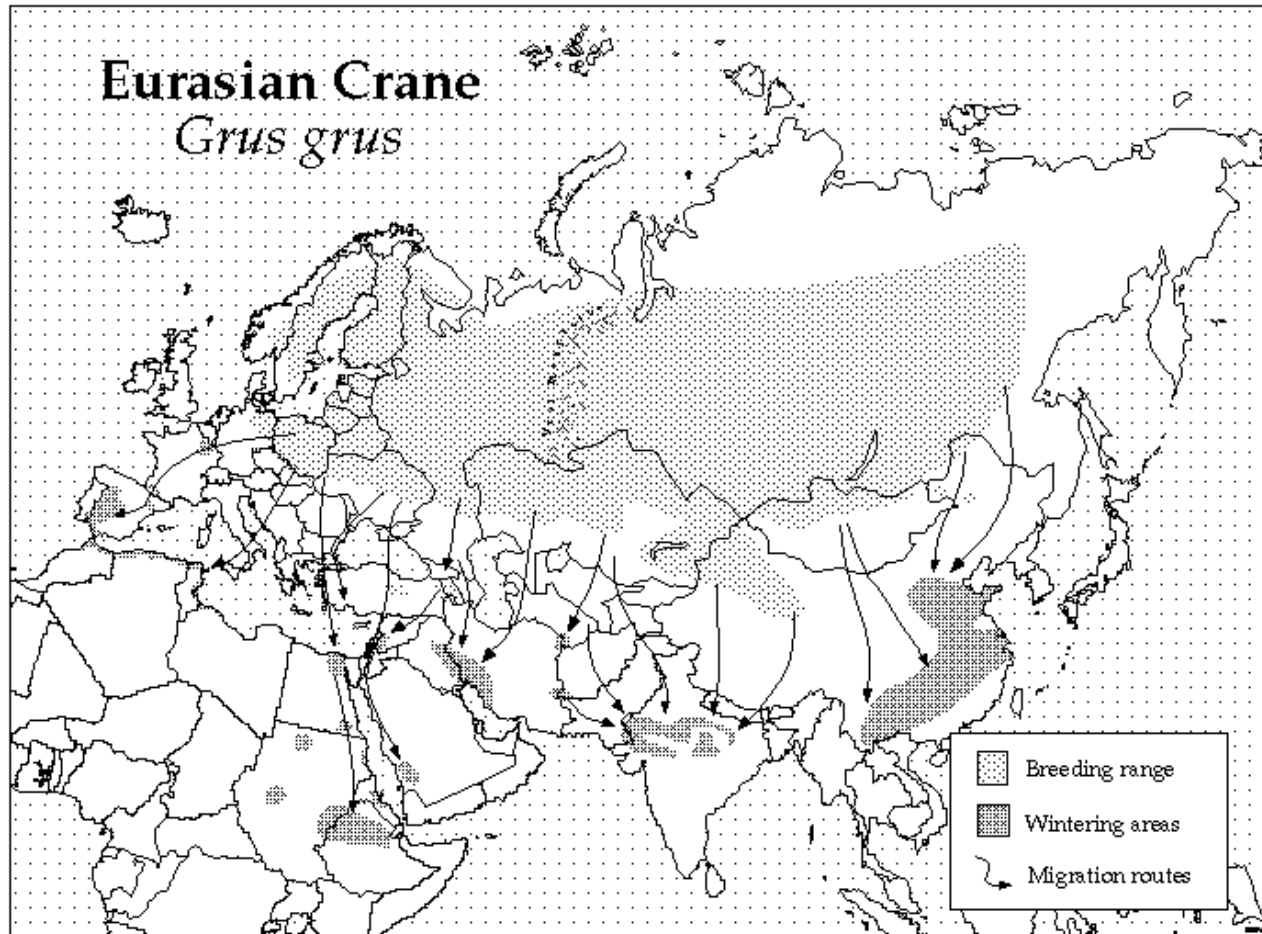 Eurasian Crane
Grus grus
Breeding range
Wintering areas
Migration routes